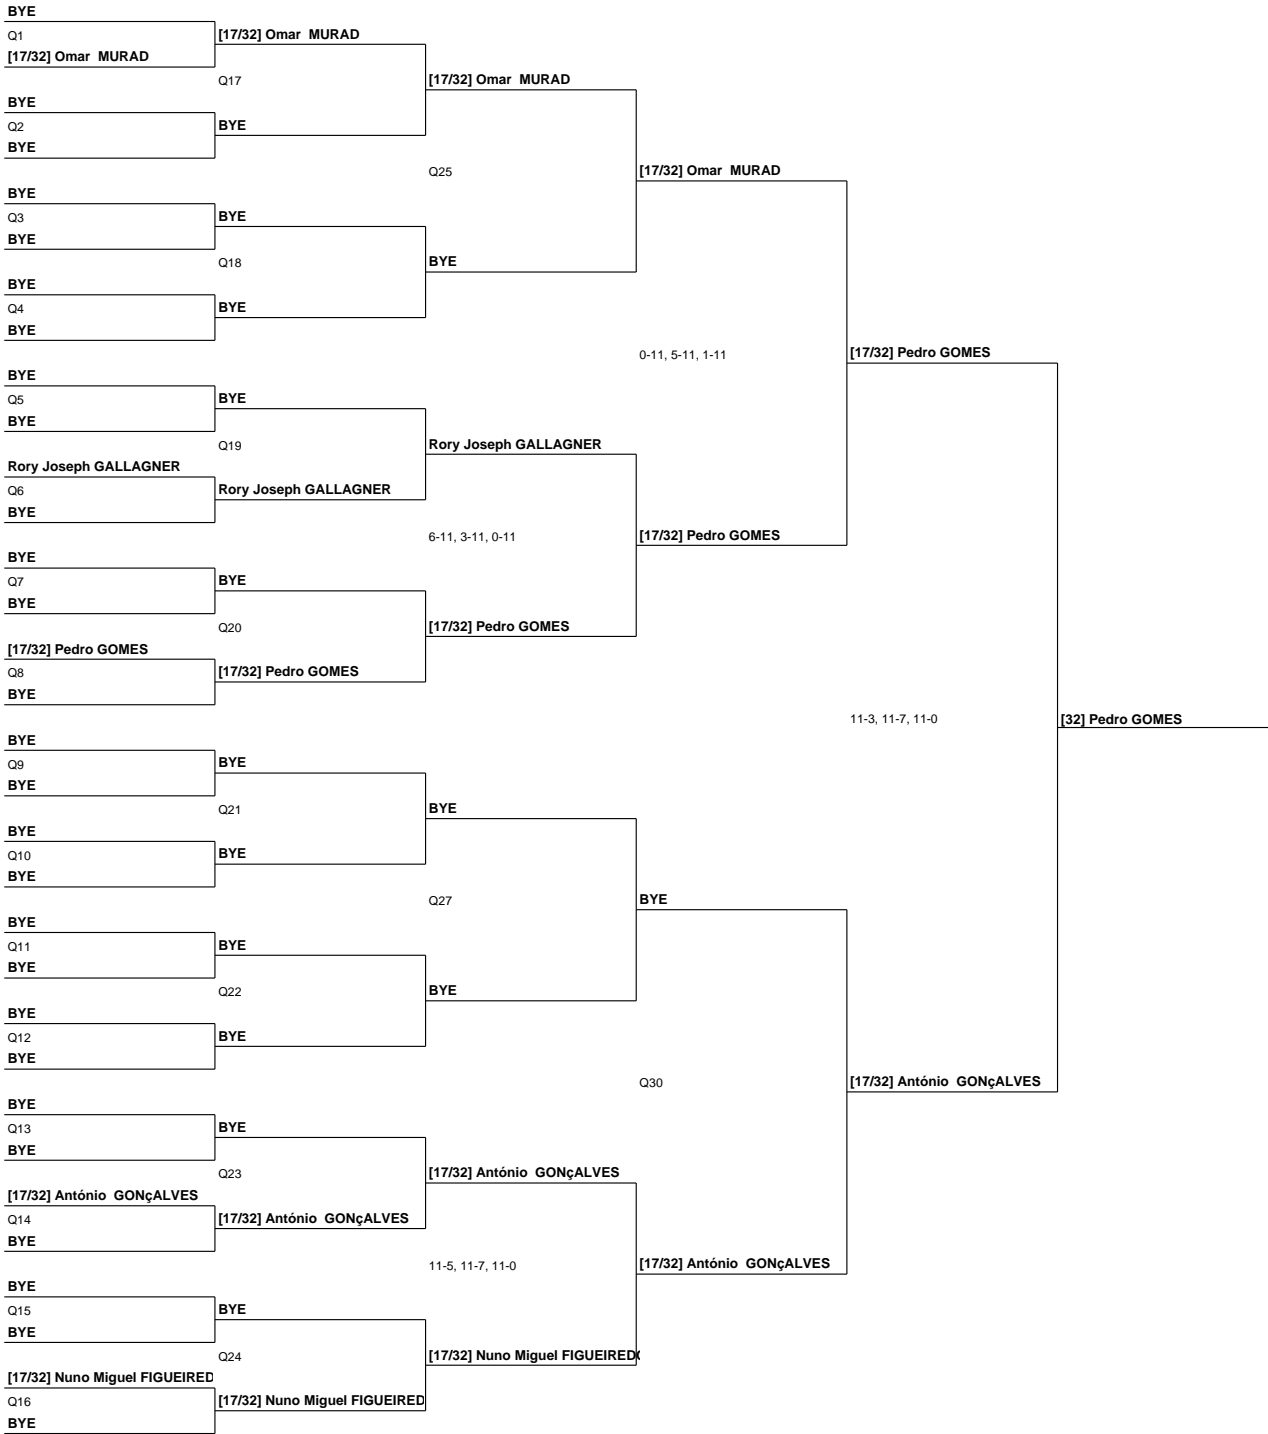 BYE
Q1
[17/32] Omar MURAD
[17/32] Omar MURAD
Q17
[17/32] Omar MURAD
BYE
Q2
BYE
BYE
Q25
[17/32] Omar MURAD
BYE
Q3
BYE
BYE
Q18
BYE
BYE
Q4
BYE
BYE
0-11, 5-11, 1-11
[17/32] Pedro GOMES
BYE
Q5
BYE
BYE
Q19
Rory Joseph GALLAGNER
Rory Joseph GALLAGNER
Q6
BYE
Rory Joseph GALLAGNER
6-11, 3-11, 0-11
[17/32] Pedro GOMES
BYE
Q7
BYE
BYE
Q20
[17/32] Pedro GOMES
[17/32] Pedro GOMES
Q8
BYE
[17/32] Pedro GOMES
11-3, 11-7, 11-0
[32] Pedro GOMES
BYE
Q9
BYE
BYE
Q21
BYE
BYE
Q10
BYE
BYE
Q27
BYE
BYE
Q11
BYE
BYE
Q22
BYE
BYE
Q12
BYE
BYE
Q30
[17/32] António GONçALVES
BYE
Q13
BYE
BYE
Q23
[17/32] António GONçALVES
[17/32] António GONçALVES
Q14
BYE
[17/32] António GONçALVES
11-5, 11-7, 11-0
[17/32] António GONçALVES
BYE
Q15
BYE
BYE
Q24
[17/32] Nuno Miguel FIGUEIREDO
[17/32] Nuno Miguel FIGUEIRED
Q16
BYE
[17/32] Nuno Miguel FIGUEIRED